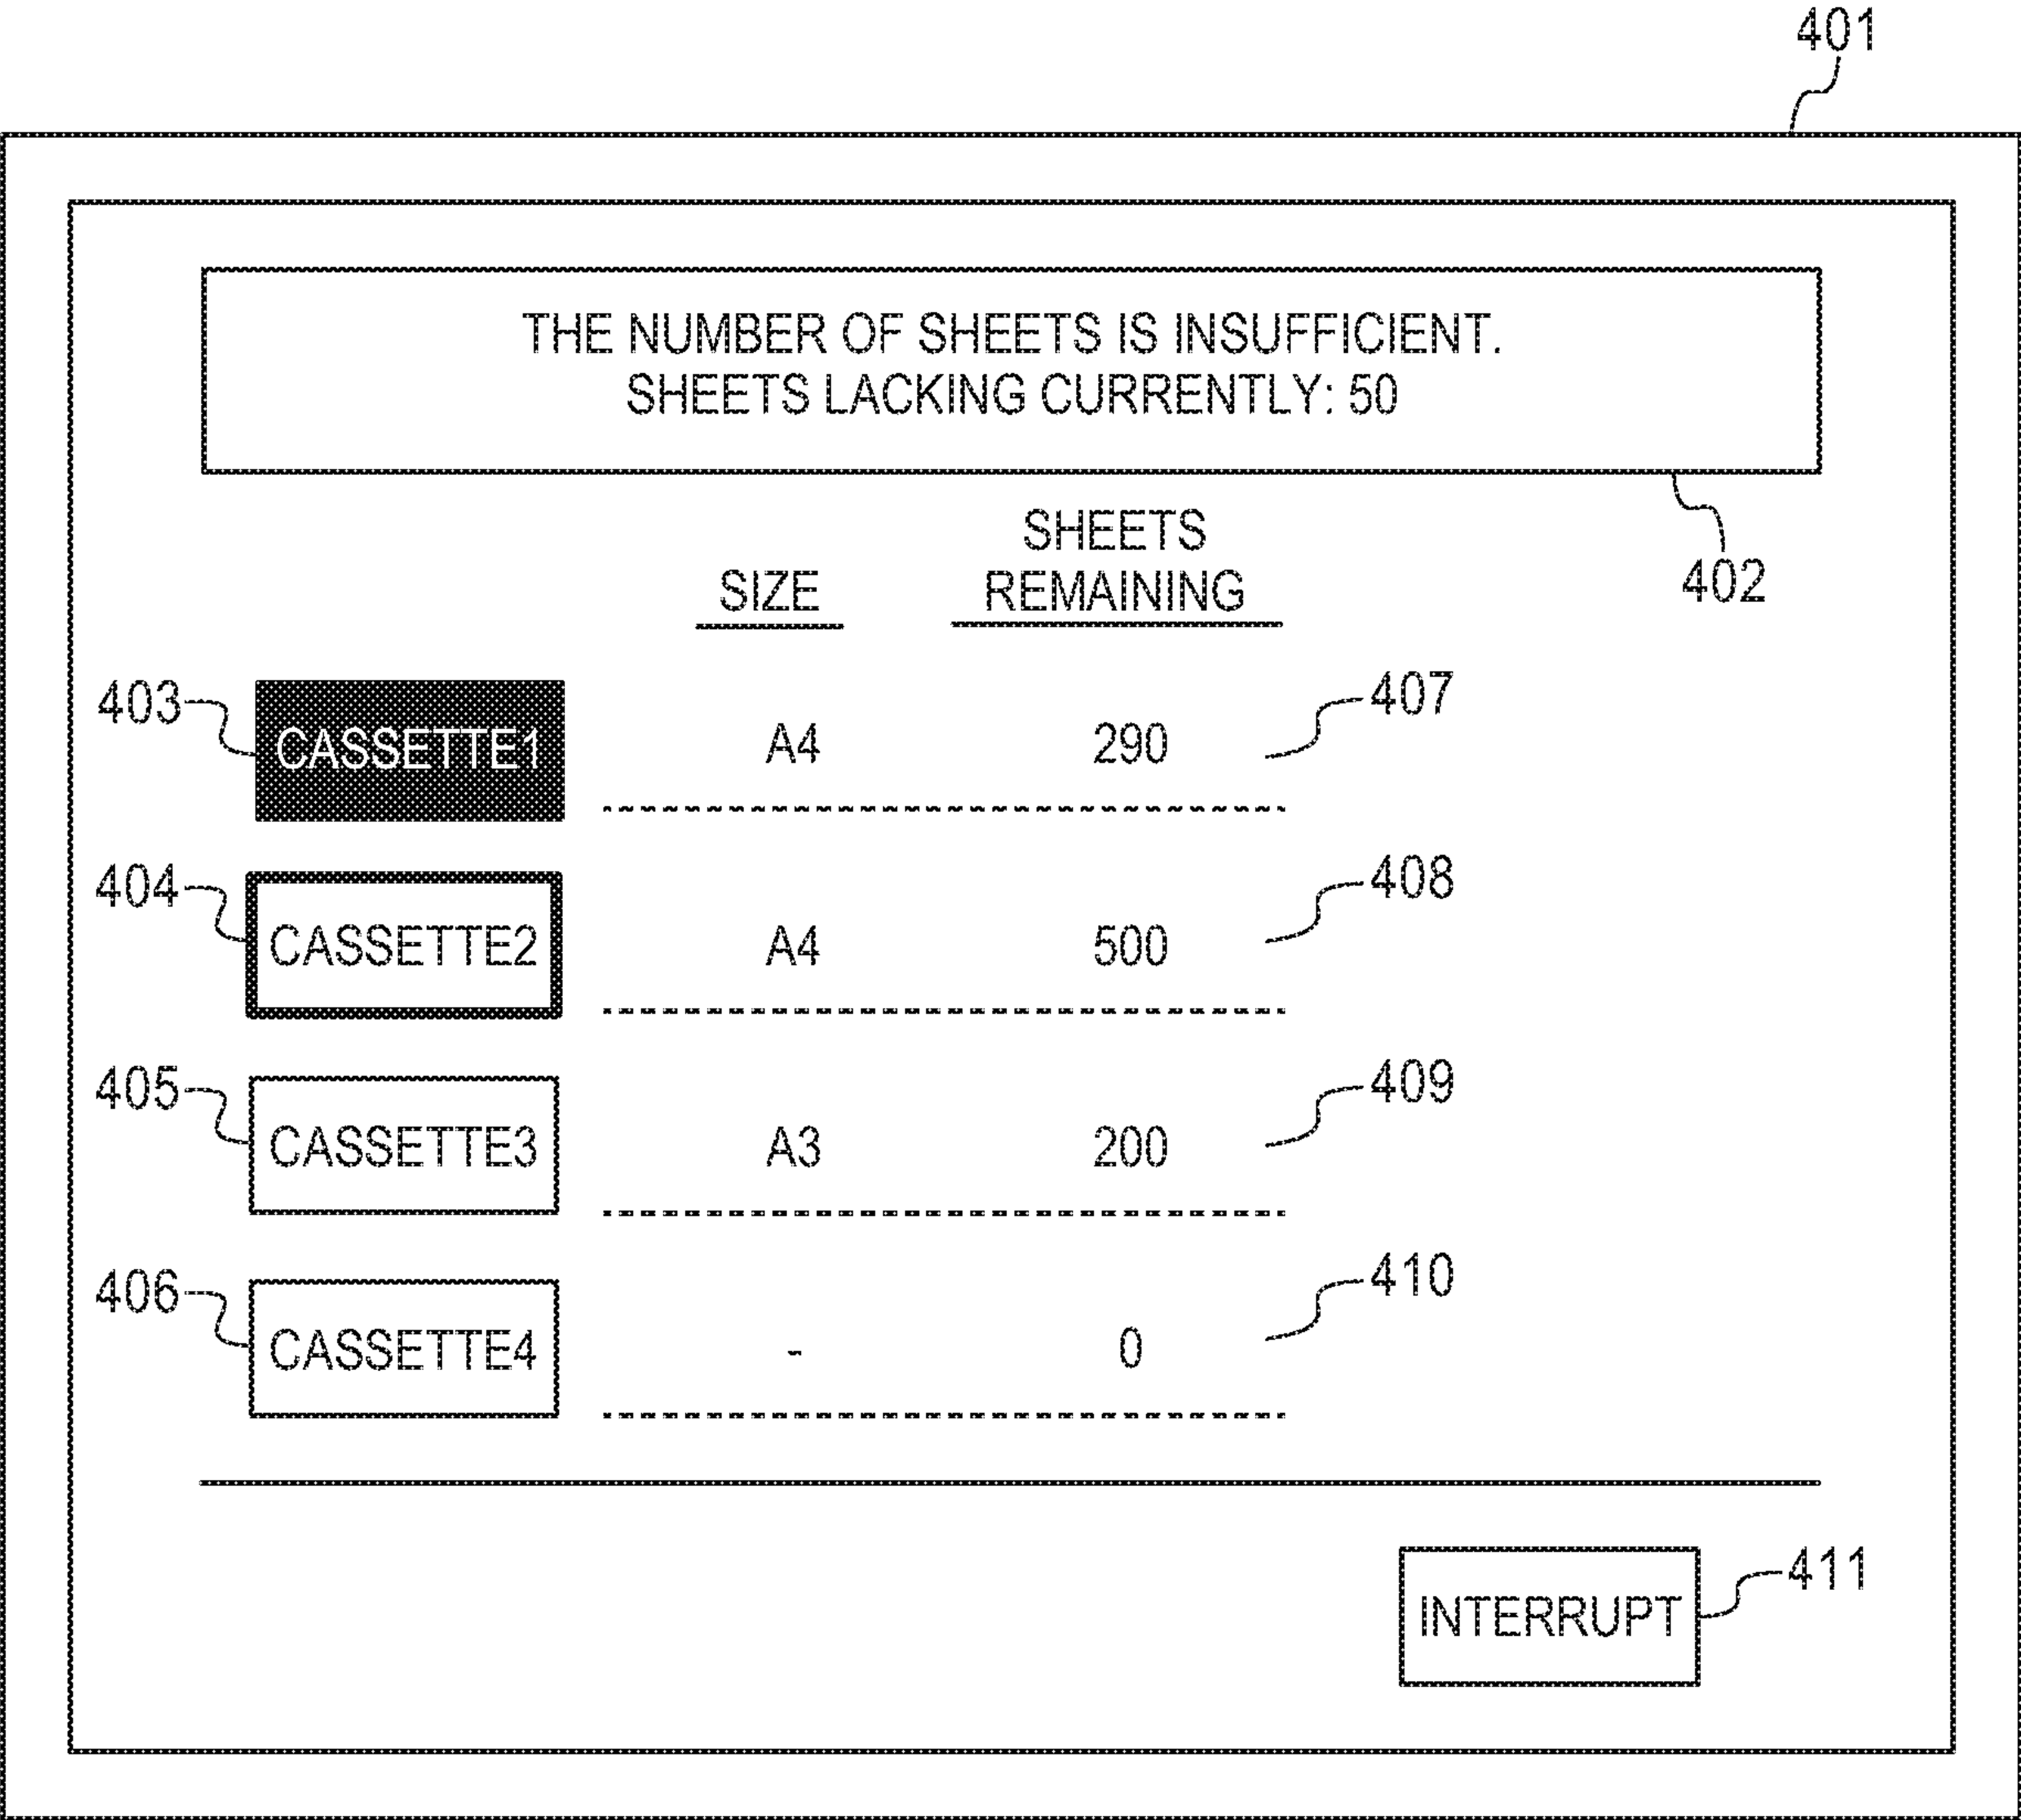 401
THE NUMBER OF SHEETS IS INSUFFICIENT.
SHEETS LACKING CURRENTLY: 50
402
SIZE
SHEETS
REMAINING
403 CASSETTE1 A4 290 407
404 CASSETTE2 A4 500 408
405 CASSETTE3 A3 200 409
406 CASSETTE4 - 0 410
INTERRUPT 411